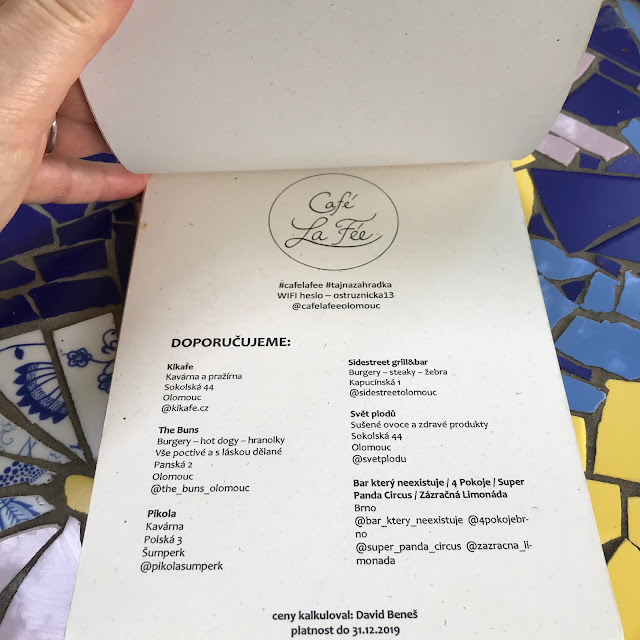 Café
La Fée
#cafelafee #tajnazahradka
WIFI heslo – ostruznicka13
@cafelafeeolomouc
DOPORUČUJEME:
Kikafe
Kavárna a pražírna
Sokolská 44
Olomouc
@kikafe.cz
The Buns
Burgery – hot dogy – hranolky
Vše poctivé a s láskou dělané
Panská 2
Olomouc
@the_buns_olomouc
Pikola
Kavárna
Polská 3
Šumperk
@pikolasumperk
Sidestreet grill&bar
Burgery – steaky – žebra
Kapucínská 1
@sidestreetolomouc
Svět plodů
Sušené ovoce a zdravé produkty
Sokolská 44
Olomouc
@svetplodu
Bar který neexistuje / 4 Pokoje / Super
Panda Circus / Zázračná Limonáda
Brno
@bar_ktery_neexistuje @4pokojebr-
no
@super_panda_circus @zazracna_li-
monada
ceny kalkuloval: David Beneš
platnost do 31.12.2019